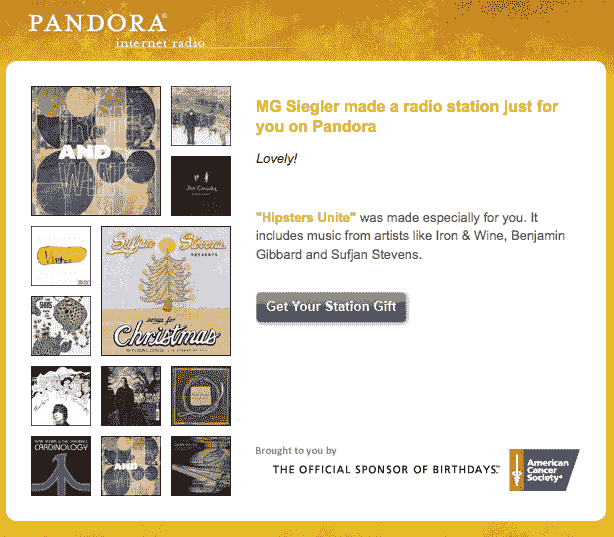 PANDORA®
internet radio
MG Siegler made a radio station just for
you on Pandora
Lovely!
"Hipsters Unite" was made especially for you. It
includes music from artists like Iron & Wine, Benjamin
Gibbard and Sufjan Stevens.
Get Your Station Gift
AND
Sufjan Stevens
PRESENTS
songs for
Christmas
THE
SHINS
CARDINOLOGY
AND
Brought to you by
THE OFFICIAL SPONSOR OF BIRTHDAYS.™
American
Cancer
Society®